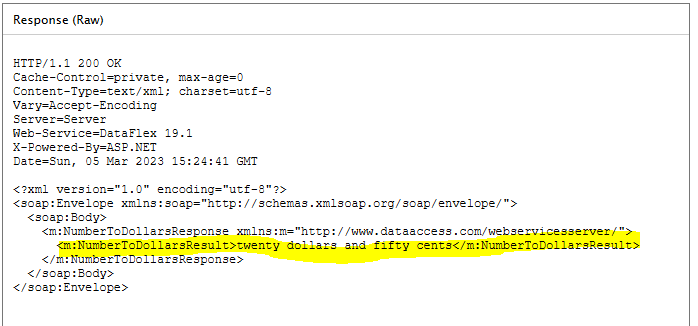 Response (Raw)
HTTP/1.1 200 OK
Cache-Control=private, max-age=0
Content-Type=text/xml; charset=utf-8
Vary=Accept-Encoding
Server=Server
Web-Service=DataFlex 19.1
X-Powered-By=ASP.NET
Date=Sun, 05 Mar 2023 15:24:41 GMT
<?xml version="1.0" encoding="utf-8"?>
<soap:Envelope xmlns:soap="http://schemas.xmlsoap.org/soap/envelope/">
<soap:Body>
<m:NumberToDollarsResponse xmlns:m="http://www.dataaccess.com/webservicesserver/">
<m:NumberToDollarsResult>twenty dollars and fifty cents</m:NumberToDollarsResult>
</m:NumberToDollarsResponse>
</soap:Body>
</soap:Envelope>